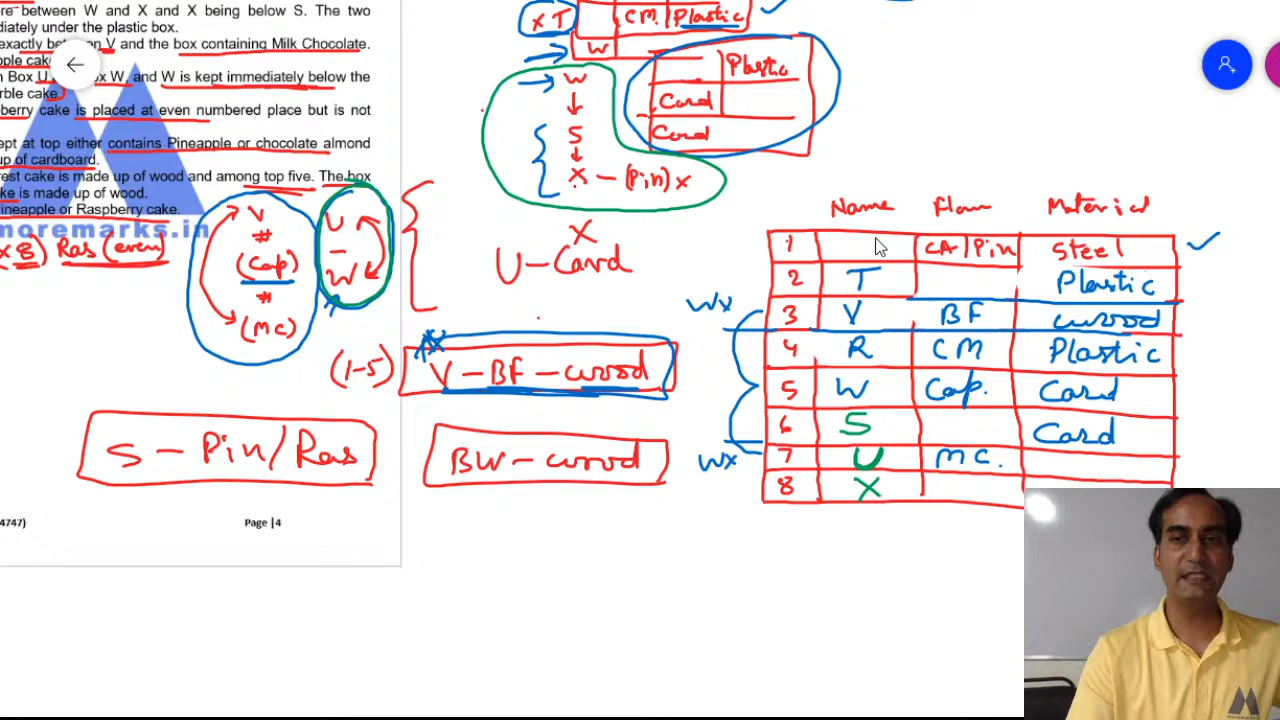 re between W and X and X being below S. The two
diately under the plastic box.
exactly between V and the box containing Milk Chocolate.
ple cak
Box U W. and W is kept immediately below the
rble cake.
berry cake is placed at even numbered place but is not
ept at top either contains Pineapple or chocolate almond
up of cardboard.
rest cake is made up of wood and among top five. The box
ke is made up of wood.
ineapple or Raspberry cake.
moremarks.in
x 8) Ras (even)
V
#
(Cap)
#
(MC)
U
-
W
x T
CM | Plastic
W
Plastic
Card
Card
W
↓
S
↓
X - (Pin) x
X
U - Card
(1-5) V - BF - wood
S - Pin/Ras
BW - wood
Name Flav Material
1 CA | Pin Steel
2 T Plastic
Wx
3 V BF wood
4 R CM Plastic
5 W Cap. Card
6 S Card
Wx
7 U MC.
8 X
4747)
Page |4